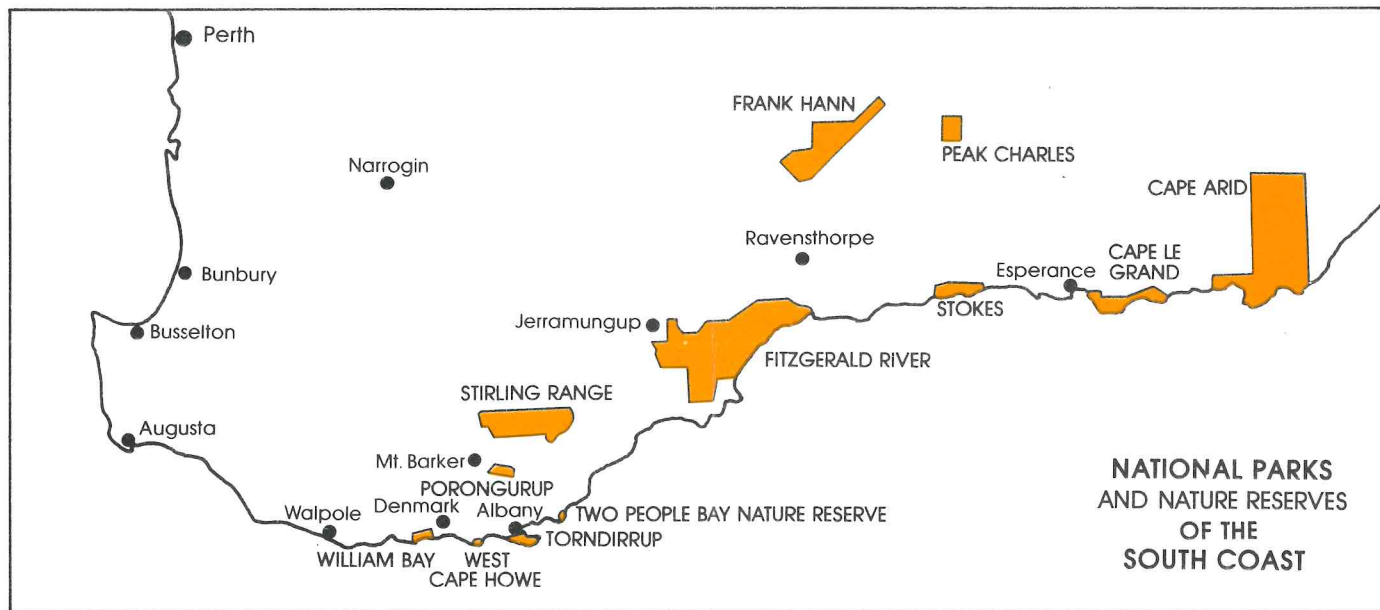 Perth
FRANK HANN
PEAK CHARLES
Narrogin
CAPE ARID
Ravensthorpe
Bunbury
Esperance
CAPE LE
GRAND
STOKES
Busselton
Jerramungup
FITZGERALD RIVER
STIRLING RANGE
Augusta
Mt. Barker
PORONGURUP
Denmark
Walpole
Albany
TWO PEOPLE BAY NATURE RESERVE
TORNDIRRUP
WILLIAM BAY
WEST
CAPE HOWE
NATIONAL PARKS
AND NATURE RESERVES
OF THE
SOUTH COAST